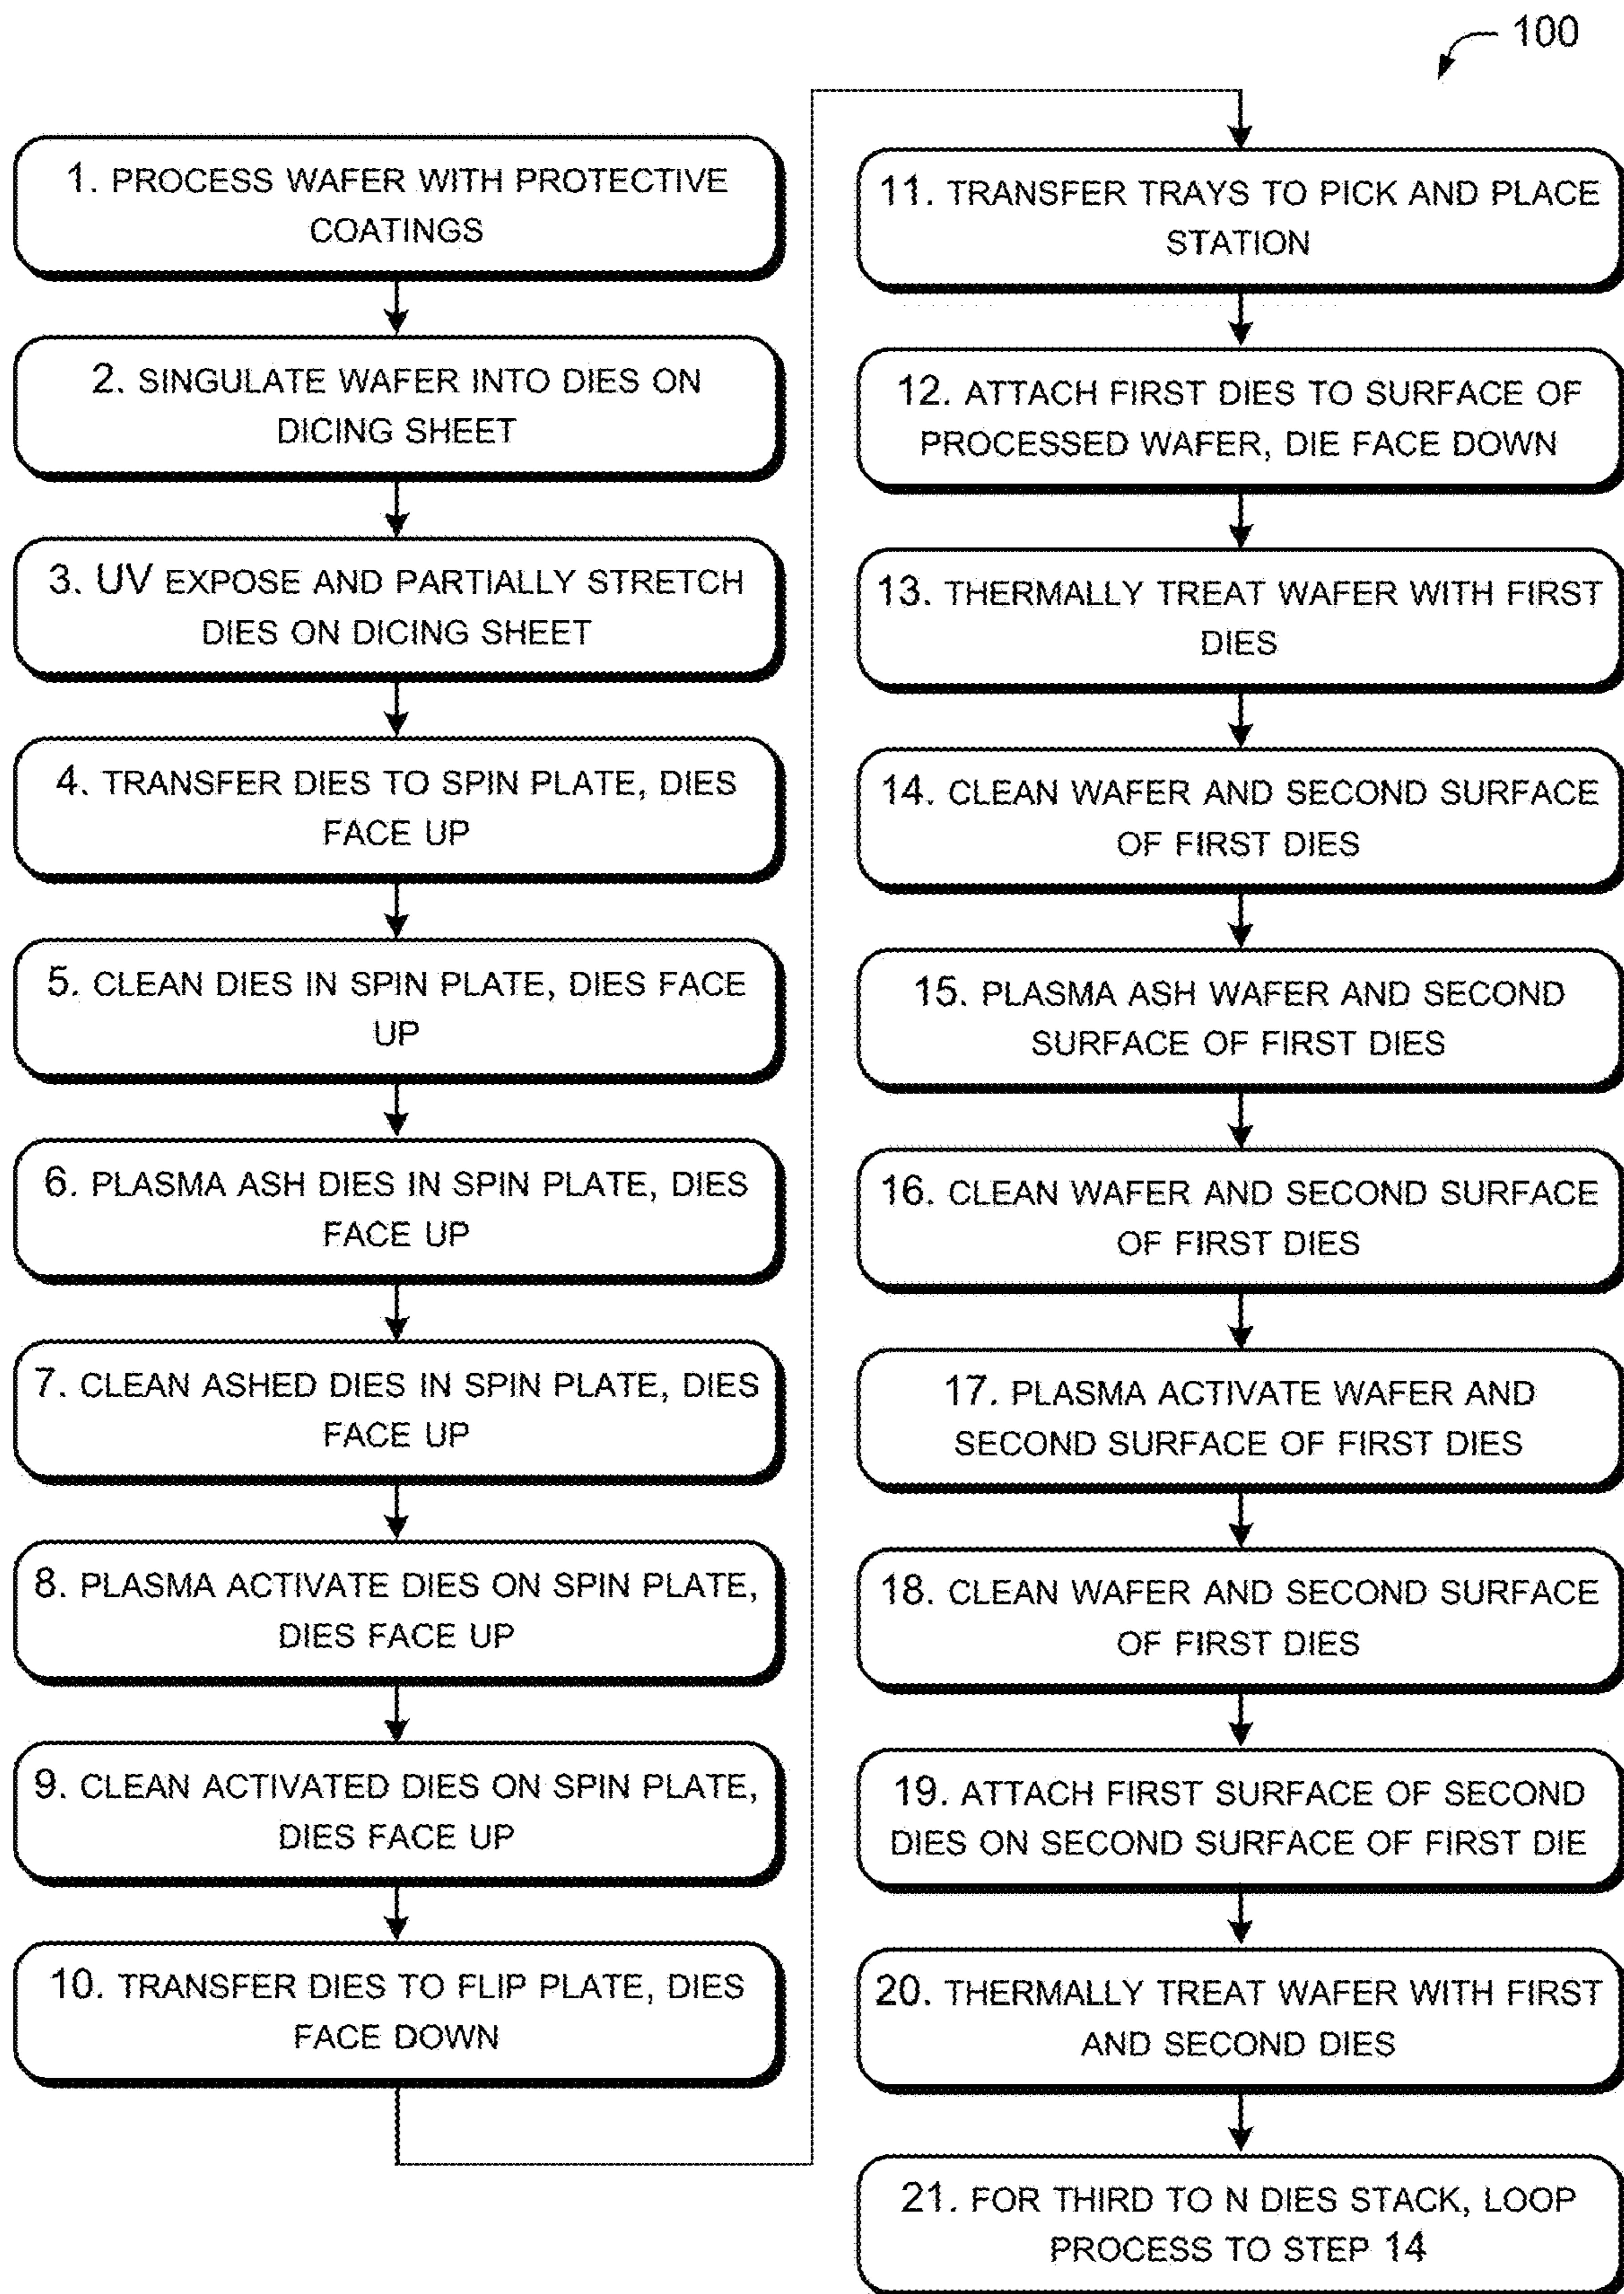 100
1. PROCESS WAFER WITH PROTECTIVE
COATINGS
2. SINGULATE WAFER INTO DIES ON
DICING SHEET
3. UV EXPOSE AND PARTIALLY STRETCH
DIES ON DICING SHEET
4. TRANSFER DIES TO SPIN PLATE, DIES
FACE UP
5. CLEAN DIES IN SPIN PLATE, DIES FACE
UP
6. PLASMA ASH DIES IN SPIN PLATE, DIES
FACE UP
7. CLEAN ASHED DIES IN SPIN PLATE, DIES
FACE UP
8. PLASMA ACTIVATE DIES ON SPIN PLATE,
DIES FACE UP
9. CLEAN ACTIVATED DIES ON SPIN PLATE,
DIES FACE UP
10. TRANSFER DIES TO FLIP PLATE, DIES
FACE DOWN
11. TRANSFER TRAYS TO PICK AND PLACE
STATION
12. ATTACH FIRST DIES TO SURFACE OF
PROCESSED WAFER, DIE FACE DOWN
13. THERMALLY TREAT WAFER WITH FIRST
DIES
14. CLEAN WAFER AND SECOND SURFACE
OF FIRST DIES
15. PLASMA ASH WAFER AND SECOND
SURFACE OF FIRST DIES
16. CLEAN WAFER AND SECOND SURFACE
OF FIRST DIES
17. PLASMA ACTIVATE WAFER AND
SECOND SURFACE OF FIRST DIES
18. CLEAN WAFER AND SECOND SURFACE
OF FIRST DIES
19. ATTACH FIRST SURFACE OF SECOND
DIES ON SECOND SURFACE OF FIRST DIE
20. THERMALLY TREAT WAFER WITH FIRST
AND SECOND DIES
21. FOR THIRD TO N DIES STACK, LOOP
PROCESS TO STEP 14